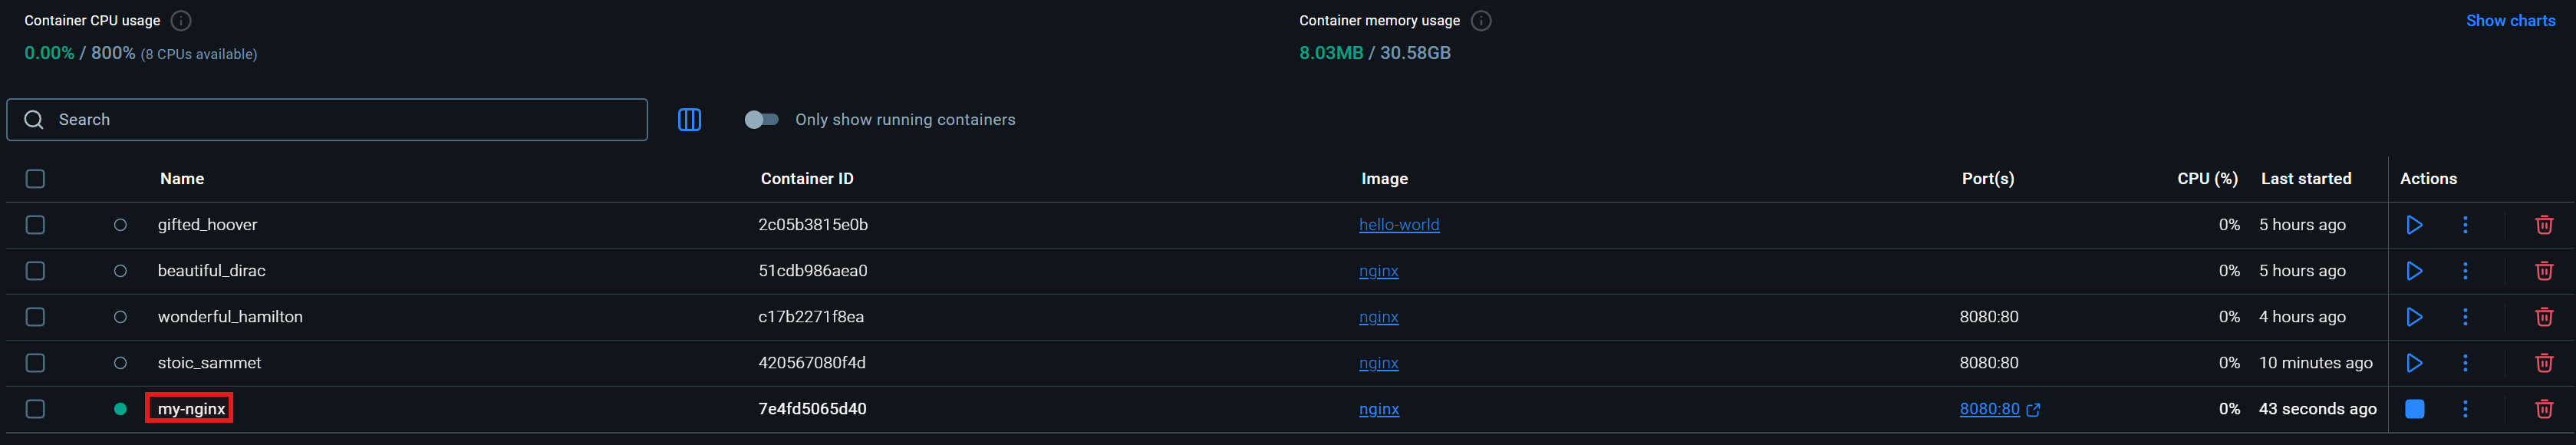 Container CPU usage Container memory usage Show charts
0.00% / 800% (8 CPUs available) 8.03MB / 30.58GB
Search Only show running containers
Name Container ID Image Port(s) CPU (%) Last started Actions
gifted_hoover 2c05b3815e0b hello-world 0% 5 hours ago
beautiful_dirac 51cdb986aea0 nginx 0% 5 hours ago
wonderful_hamilton c17b2271f8ea nginx 8080:80 0% 4 hours ago
stoic_sammet 420567080f4d nginx 8080:80 0% 10 minutes ago
my-nginx 7e4fd5065d40 nginx 8080:80 0% 43 seconds ago